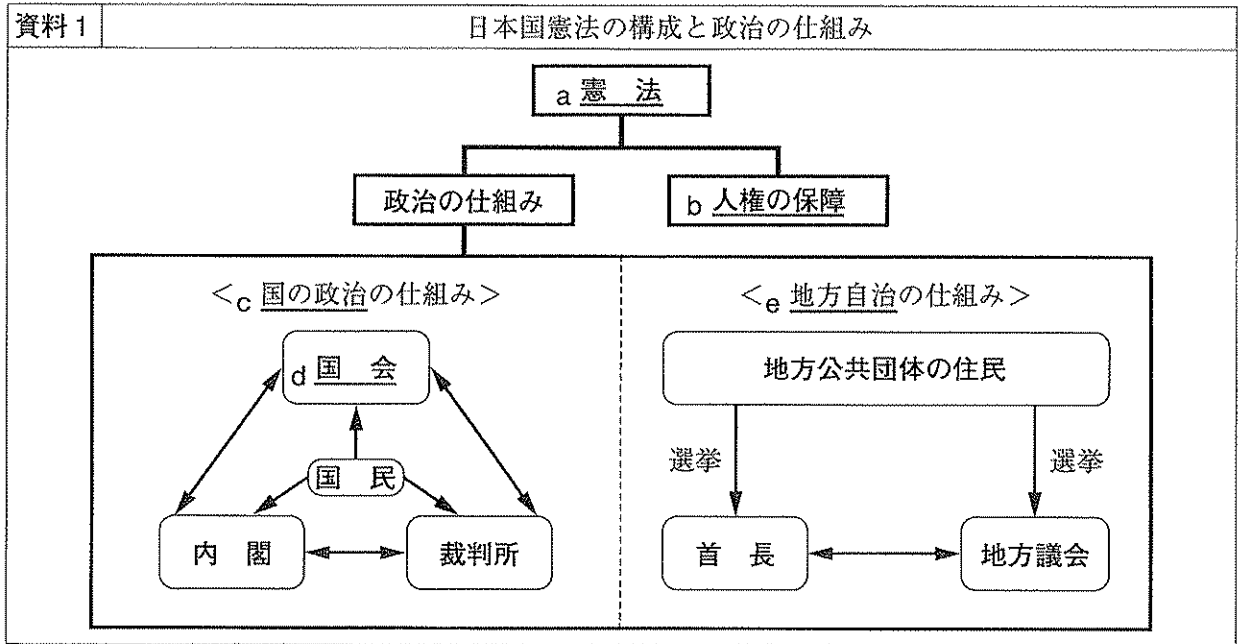 資料1 日本国憲法の構成と政治の仕組み
a 憲 法
政治の仕組み b 人権の保障
<c 国の政治の仕組み> <e 地方自治の仕組み>
d 国 会 地方公共団体の住民
国 民 選挙 選挙
内 閣 裁判所 首 長 地方議会